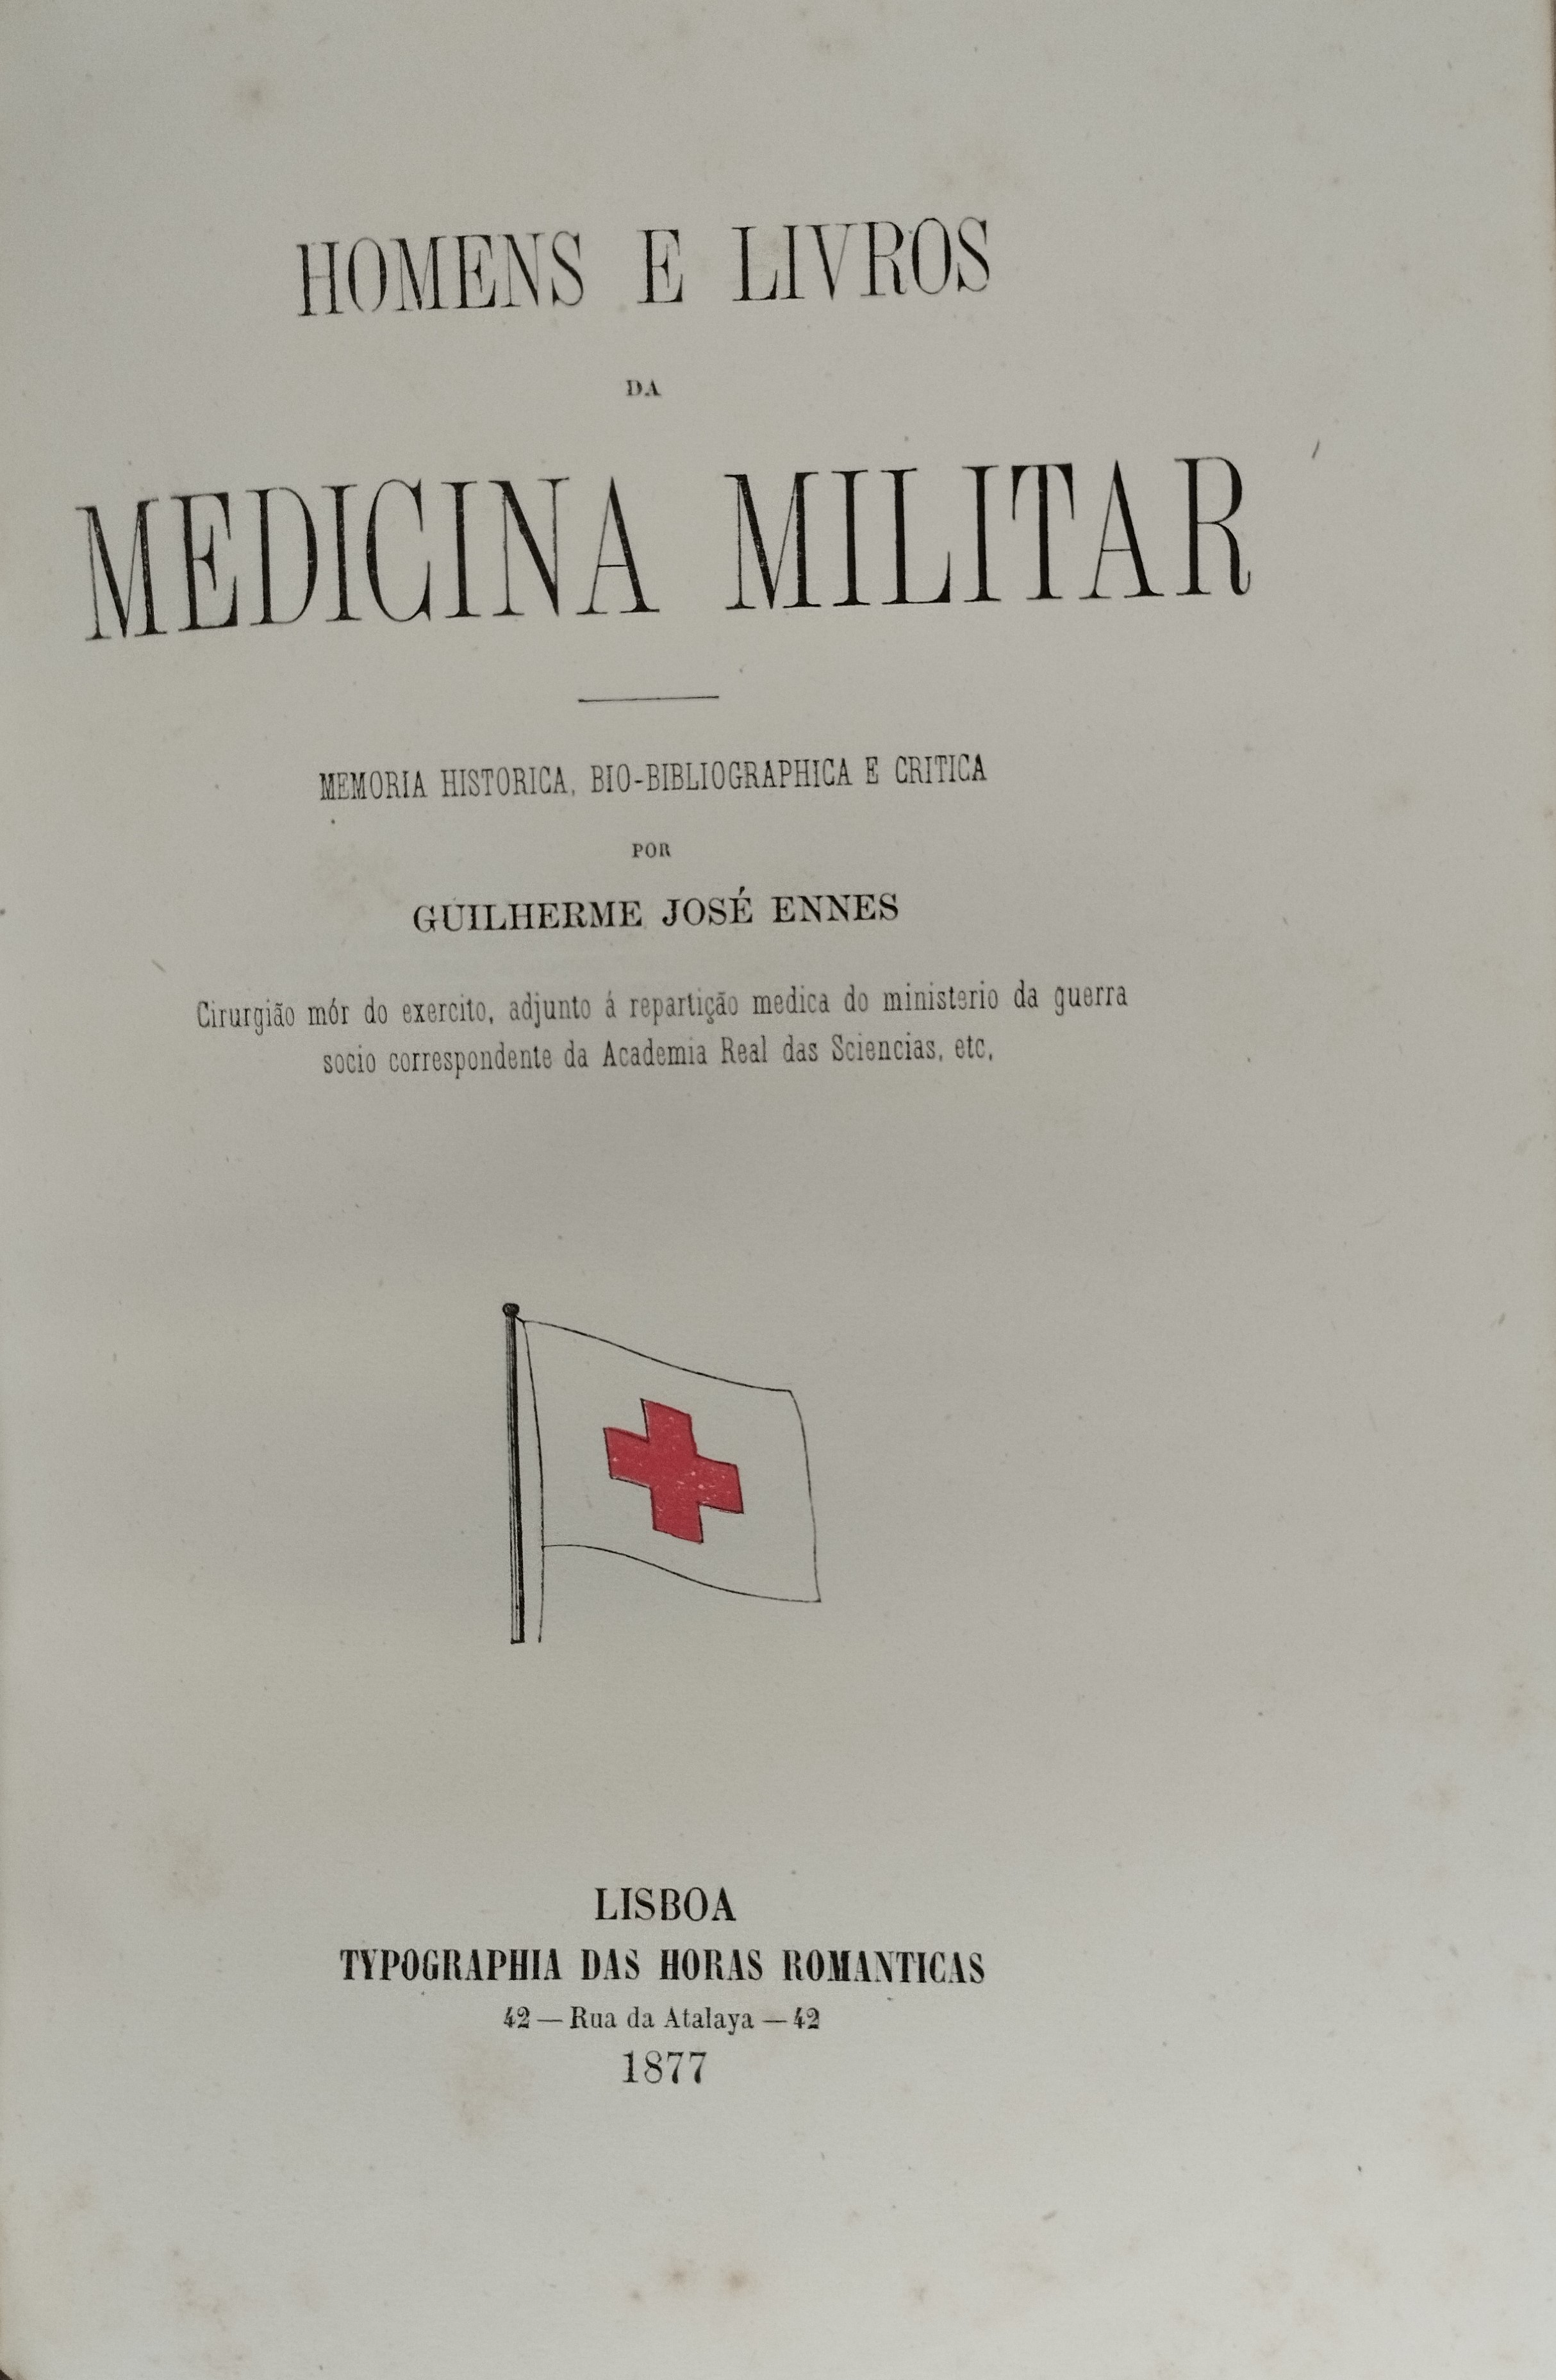 HOMENS E LIVROS
DA
MEDICINA MILITAR
MEMORIA HISTORICA, BIO-BIBLIOGRAPHICA E CRITICA
POR
GUILHERME JOSÉ ENNES
Cirurgião mór do exercito, adjunto á repartição medica do ministerio da guerra
socio correspondente da Academia Real das Sciencias, etc,
LISBOA
TYPOGRAPHIA DAS HORAS ROMANTICAS
42 — Rua da Atalaya — 42
1877